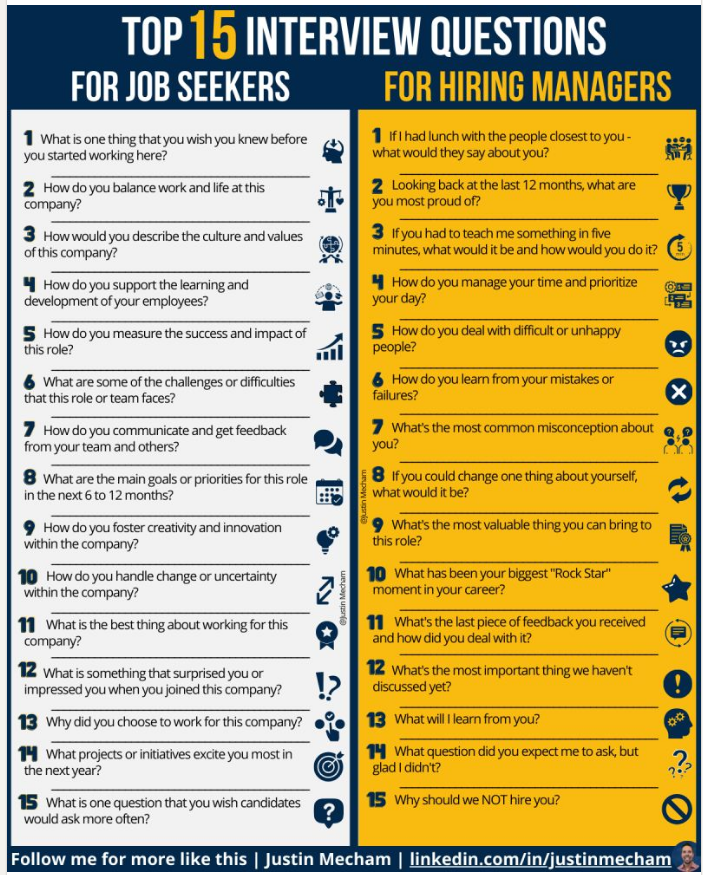 TOP 15 INTERVIEW QUESTIONS
FOR JOB SEEKERS
1 What is one thing that you wish you knew before
you started working here?
2 How do you balance work and life at this
company?
3 How would you describe the culture and values
of this company?
4 How do you support the learning and
development of your employees?
5 How do you measure the success and impact of
this role?
6 What are some of the challenges or difficulties
that this role or team faces?
7 How do you communicate and get feedback
from your team and others?
8 What are the main goals or priorities for this role
in the next 6 to 12 months?
9 How do you foster creativity and innovation
within the company?
10 How do you handle change or uncertainty
within the company?
11 What is the best thing about working for this
company?
12 What is something that surprised you or
impressed you when you joined this company?
13 Why did you choose to work for this company?
14 What projects or initiatives excite you most in
the next year?
15 What is one question that you wish candidates
would ask more often?
@Justin Mecham
FOR HIRING MANAGERS
1 If I had lunch with the people closest to you -
what would they say about you?
2 Looking back at the last 12 months, what are
you most proud of?
3 If you had to teach me something in five
minutes, what would it be and how would you do it?
5
4 How do you manage your time and prioritize
your day?
5 How do you deal with difficult or unhappy
people?
6 How do you learn from your mistakes or
failures?
7 What's the most common misconception about
you?
8 If you could change one thing about yourself,
what would it be?
9 What's the most valuable thing you can bring to
this role?
10 What has been your biggest "Rock Star"
moment in your career?
11 What's the last piece of feedback you received
and how did you deal with it?
12 What's the most important thing we haven't
discussed yet?
13 What will I learn from you?
14 What question did you expect me to ask, but
glad I didn't?
15 Why should we NOT hire you?
@Justin Mecham
Follow me for more like this | Justin Mecham | linkedin.com/in/justinmecham